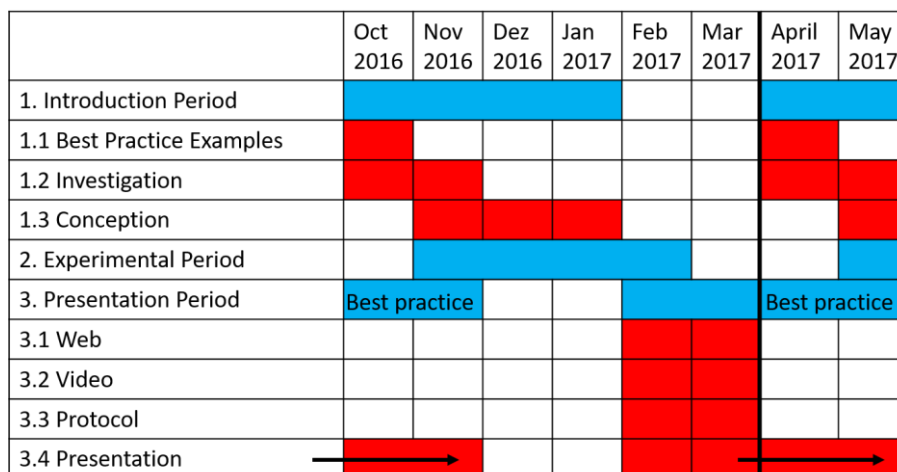 Oct Nov Dez Jan Feb Mar April May
2016 2016 2016 2017 2017 2017 2017 2017
1. Introduction Period
1.1 Best Practice Examples
1.2 Investigation
1.3 Conception
2. Experimental Period
3. Presentation Period Best practice Best practice
3.1 Web
3.2 Video
3.3 Protocol
3.4 Presentation